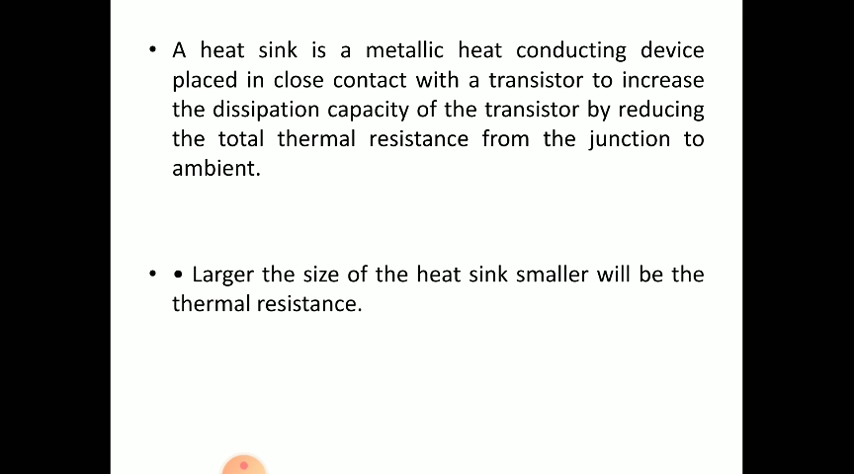 • A heat sink is a metallic heat conducting device
placed in close contact with a transistor to increase
the dissipation capacity of the transistor by reducing
the total thermal resistance from the junction to
ambient.
• • Larger the size of the heat sink smaller will be the
thermal resistance.